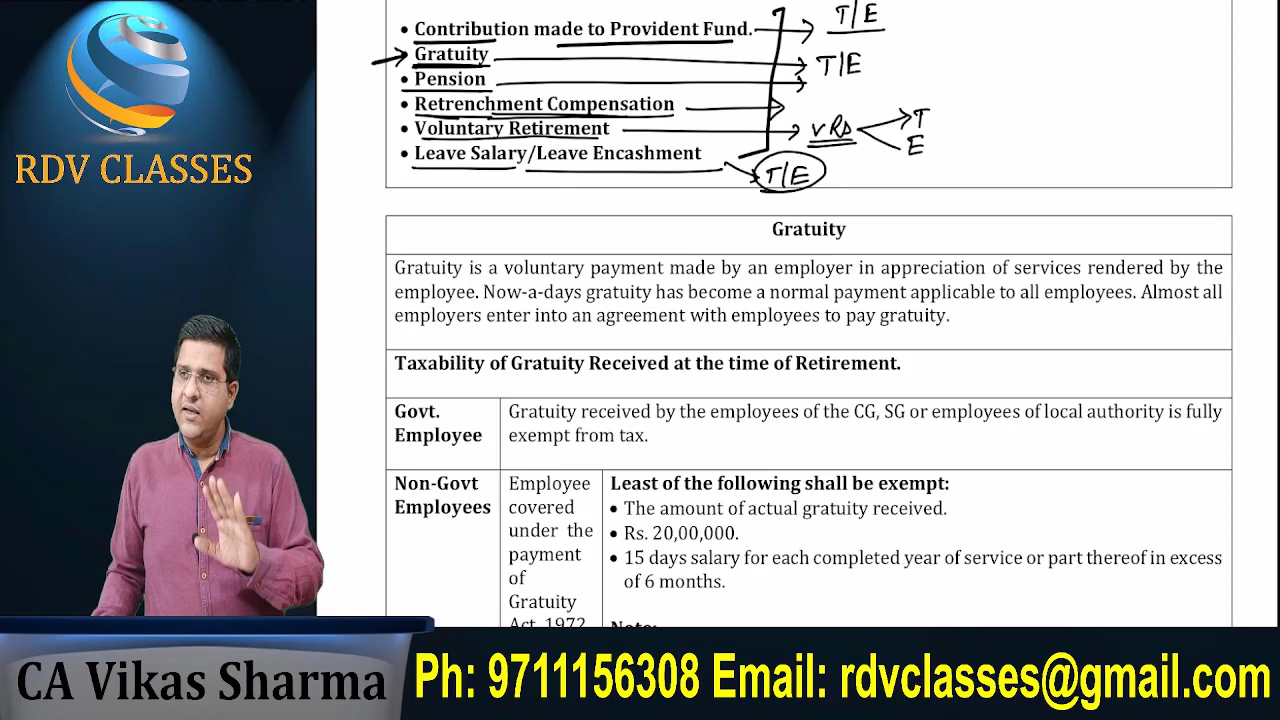 • Contribution made to Provident Fund. T/E
Gratuity T/E
• Pension
• Retrenchment Compensation
• Voluntary Retirement VRS T
E
• Leave Salary/Leave Encashment T/E
RDV CLASSES
Gratuity
Gratuity is a voluntary payment made by an employer in appreciation of services rendered by the
employee. Now-a-days gratuity has become a normal payment applicable to all employees. Almost all
employers enter into an agreement with employees to pay gratuity.
Taxability of Gratuity Received at the time of Retirement.
Govt.
Employee
Gratuity received by the employees of the CG, SG or employees of local authority is fully
exempt from tax.
Non-Govt
Employees
Employee
covered
under the
payment
of
Gratuity
Act, 1972
Least of the following shall be exempt:
• The amount of actual gratuity received.
• Rs. 20,00,000.
• 15 days salary for each completed year of service or part thereof in excess
of 6 months.
Note:
CA Vikas Sharma
Ph: 9711156308 Email: rdvclasses@gmail.com